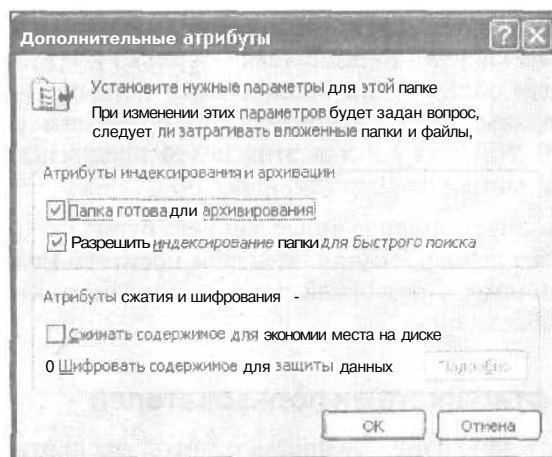 Дополнительные атрибуты
Установите нужные параметры для этой папке
При изменении этих параметров будет задан вопрос,
следует ли затрагивать вложенные папки и файлы,
Атрибуты индексирования и архивации
Папка готова дли архивирования
Разрешить индексирование папки для быстрого поиска
Атрибуты сжатия и шифрования -
Сжимать содержимое для экономии места на диске
0 Шифровать содержимое для защиты данных
Подробно
ОК
Отмена